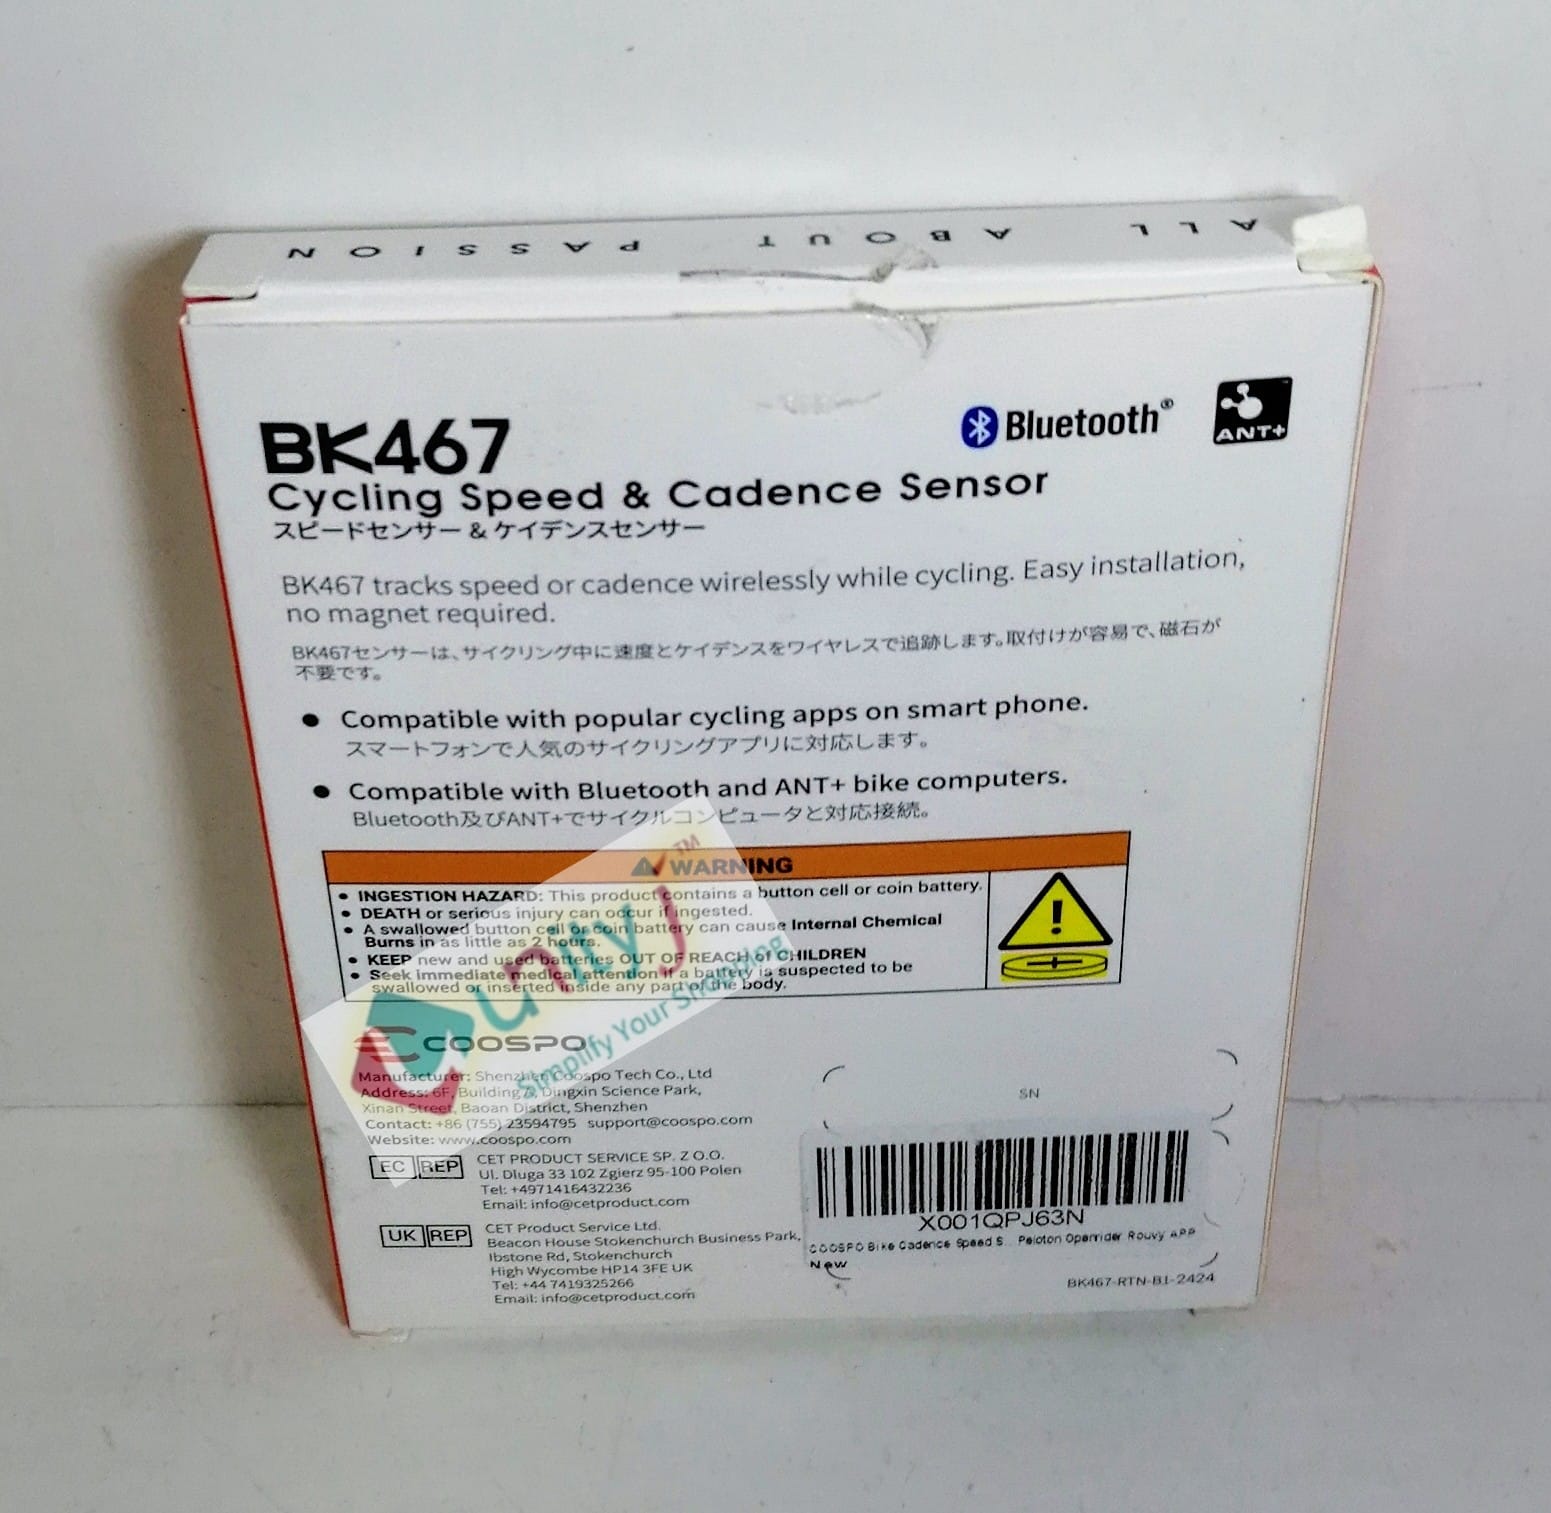 ALL ABOUT PASSION
BK467
Bluetooth®
ANT+
Cycling Speed & Cadence Sensor
スピードセンサー & ケイデンスセンサー
BK467 tracks speed or cadence wirelessly while cycling. Easy installation,
no magnet required.
BK467センサーは、サイクリング中に速度とケイデンスをワイヤレスで追跡します。取付けが容易で、磁石が
不要です。
● Compatible with popular cycling apps on smart phone.
スマートフォンで人気のサイクリングアプリに対応します。
● Compatible with Bluetooth and ANT+ bike computers.
Bluetooth及びANT+でサイクルコンピュータと対応接続。
WARNING
• INGESTION HAZARD: This product contains a button cell or coin battery.
• DEATH or serious injury can occur if ingested.
• A swallowed button cell or coin battery can cause Internal Chemical
Burns in as little as 2 hours.
• KEEP new and used batteries OUT OF REACH of CHILDREN
• Seek immediate medical attention if a battery is suspected to be
swallowed or inserted inside any part of the body.
unityj TM
Simplify Your Shopping
COOSPO
Manufacturer: Shenzhen Coospo Tech Co., Ltd
Address: 6F, Building Dingxin Science Park,
Xinan Street, Baoan District, Shenzhen
Contact: +86 (755) 23594795 support@coospo.com
Website: www.coospo.com
EC REP
CET PRODUCT SERVICE SP. Z O.O.
Ul. Dluga 33 102 Zgierz 95-100 Polen
Tel: +4971416432236
Email: info@cetproduct.com
UK REP
CET Product Service Ltd.
Beacon House Stokenchurch Business Park,
Ibstone Rd, Stokenchurch
High Wycombe HP14 3FE UK
Tel: +44 7419325266
Email: info@cetproduct.com
SN
X001QPJ63N
COOSPO Bike Cadence Speed S... Peloton Openrider Rouvy APP
New
BK467-RTN-B1-2424